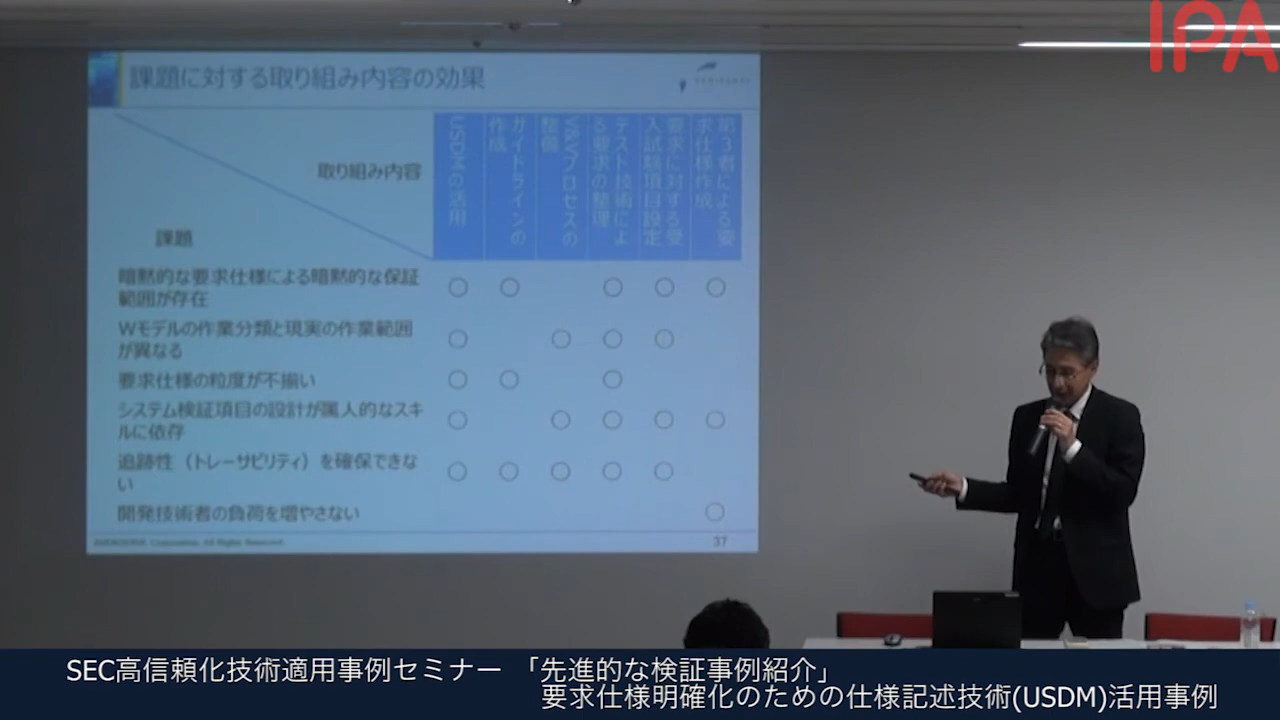 IPA
課題に対する取り組み内容の効果
取り組み内容
課題
USDMの活用
ガイドラインの
作成
V&Vプロセスの
整備
テスト技術によ
る要求の整理
要求に対する受
入試験項目設定
第3者による要
求仕様作成
暗黙的な要求仕様による暗黙的な保証
範囲が存在
Wモデルの作業分類と現実の作業範囲
が異なる
要求仕様の粒度が不揃い
システム検証項目の設計が属人的なスキ
ルに依存
追跡性（トレーサビリティ）を確保できな
い
開発技術者の負荷を増やさない
Corporation. All Rights Reserved.
37
SEC高信頼化技術適用事例セミナー 「先進的な検証事例紹介」
要求仕様明確化のための仕様記述技術(USDM)活用事例